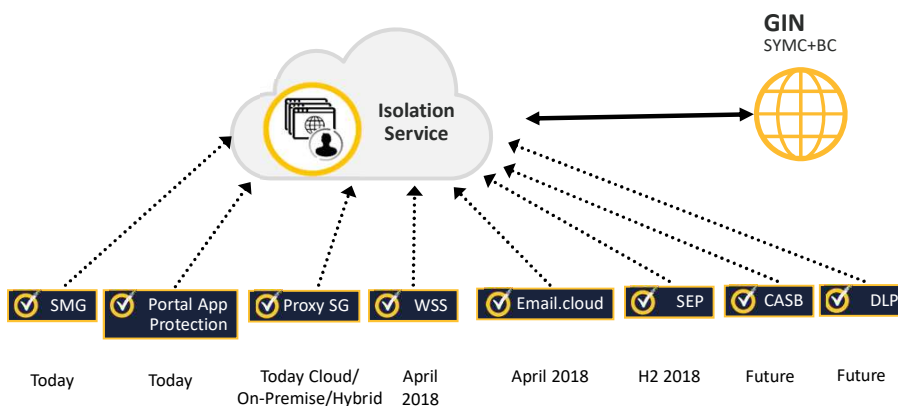 GIN
SYMC+BC
Isolation
Service
SMG
Portal App
Protection
Proxy SG
WSS
Email.cloud
SEP
CASB
DLP
Today
Today
Today Cloud/
On-Premise/Hybrid
April
2018
April 2018
H2 2018
Future
Future